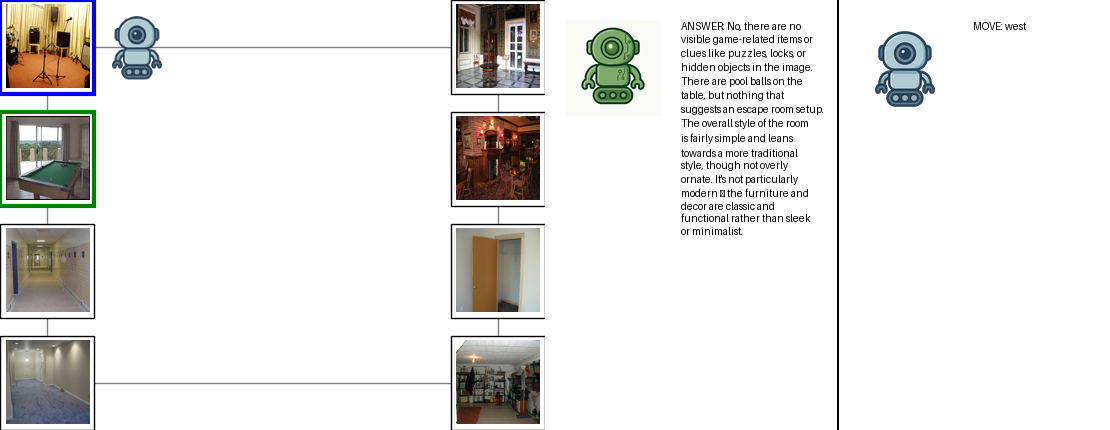 ANSWER: No, there are no
visible game-related items or
clues like puzzles, locks, or
hidden objects in the image.
There are pool balls on the
table, but nothing that
suggests an escape room setup.
The overall style of the room
is fairly simple and leans
towards a more traditional
style, though not overly
ornate. It's not particularly
modern the furniture and
decor are classic and
functional rather than sleek
or minimalist.
MOVE: west